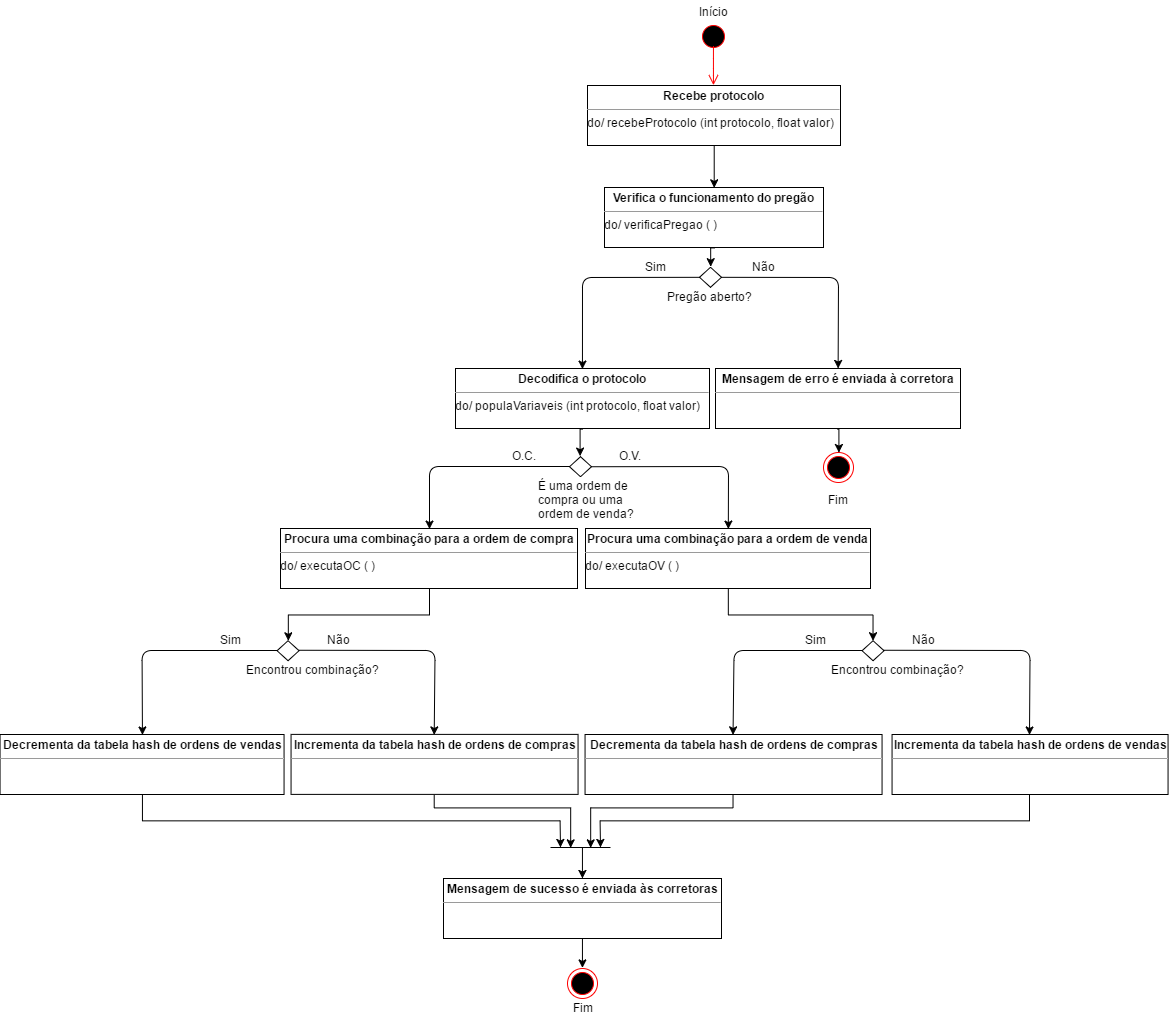 Início
Recebe protocolo
do/ recebeProtocolo (int protocolo, float valor)
Verifica o funcionamento do pregão
do/ verificaPregao ( )
Sim
Não
Pregão aberto?
Decodifica o protocolo
do/ populaVariaveis (int protocolo, float valor)
Mensagem de erro é enviada à corretora
Fim
O.C.
O.V.
É uma ordem de
compra ou uma
ordem de venda?
Procura uma combinação para a ordem de compra
do/ executaOC ( )
Procura uma combinação para a ordem de venda
do/ executaOV ( )
Sim
Não
Encontrou combinação?
Sim
Não
Encontrou combinação?
Decrementa da tabela hash de ordens de vendas
Incrementa da tabela hash de ordens de compras
Decrementa da tabela hash de ordens de compras
Incrementa da tabela hash de ordens de vendas
Mensagem de sucesso é enviada às corretoras
Fim